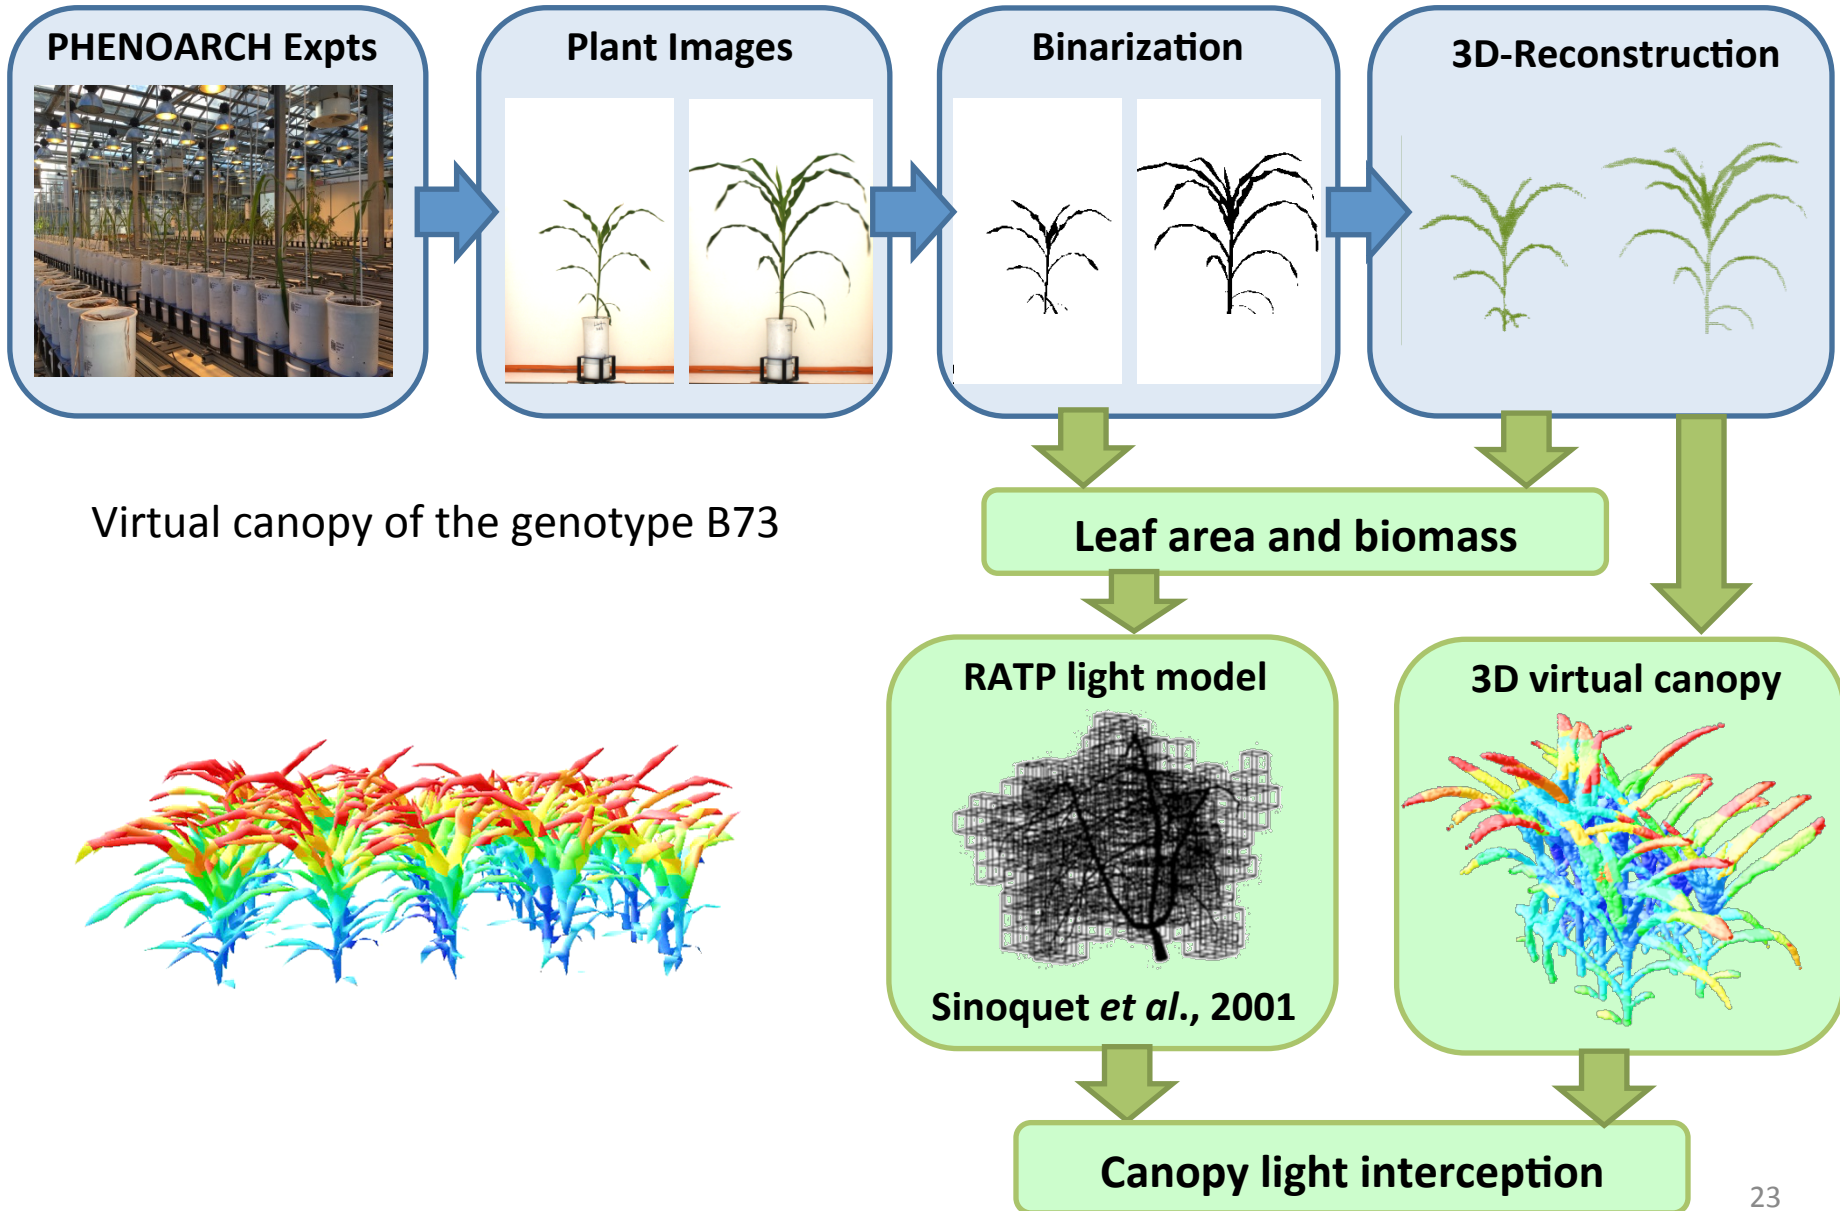 PHENOARCH Expts
Plant Images
Binarization
3D-Reconstruction
Virtual canopy of the genotype B73
Leaf area and biomass
RATP light model
3D virtual canopy
Sinoquet et al., 2001
Canopy light interception
23